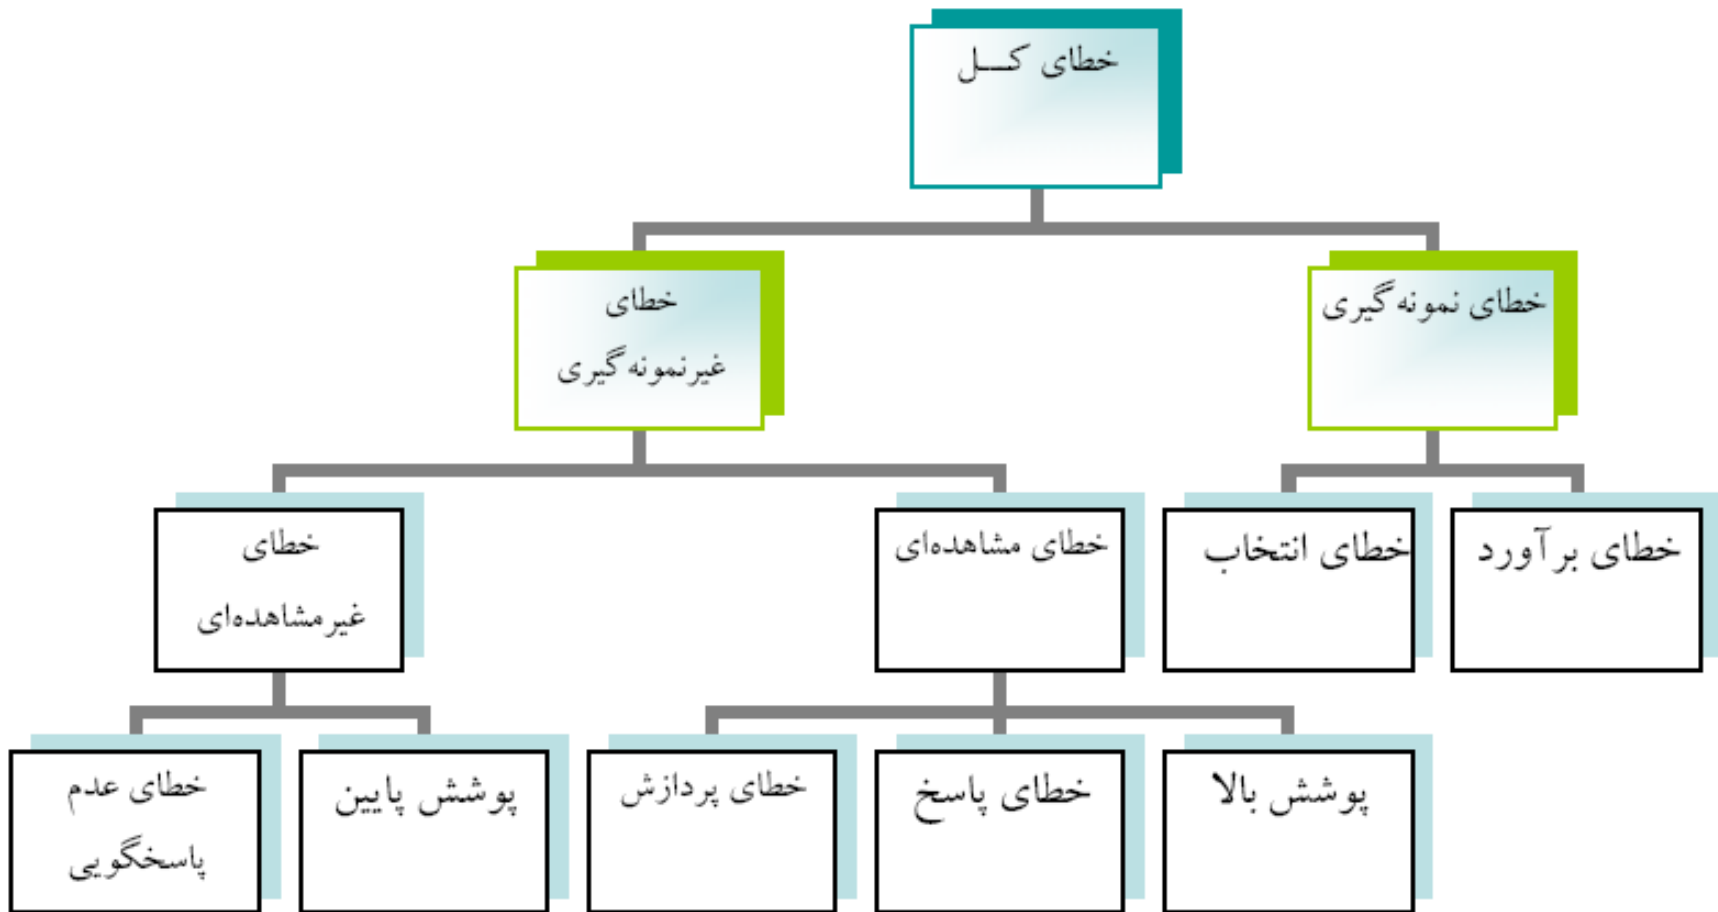 خطای کـــل
خطای نمونه‌گیری
خطای
غیرنمونه‌گیری
خطای برآورد
خطای انتخاب
خطای مشاهده‌ای
خطای
غیرمشاهده‌ای
پوشش بالا
خطای پاسخ
خطای پردازش
پوشش پایین
خطای عدم
پاسخگویی